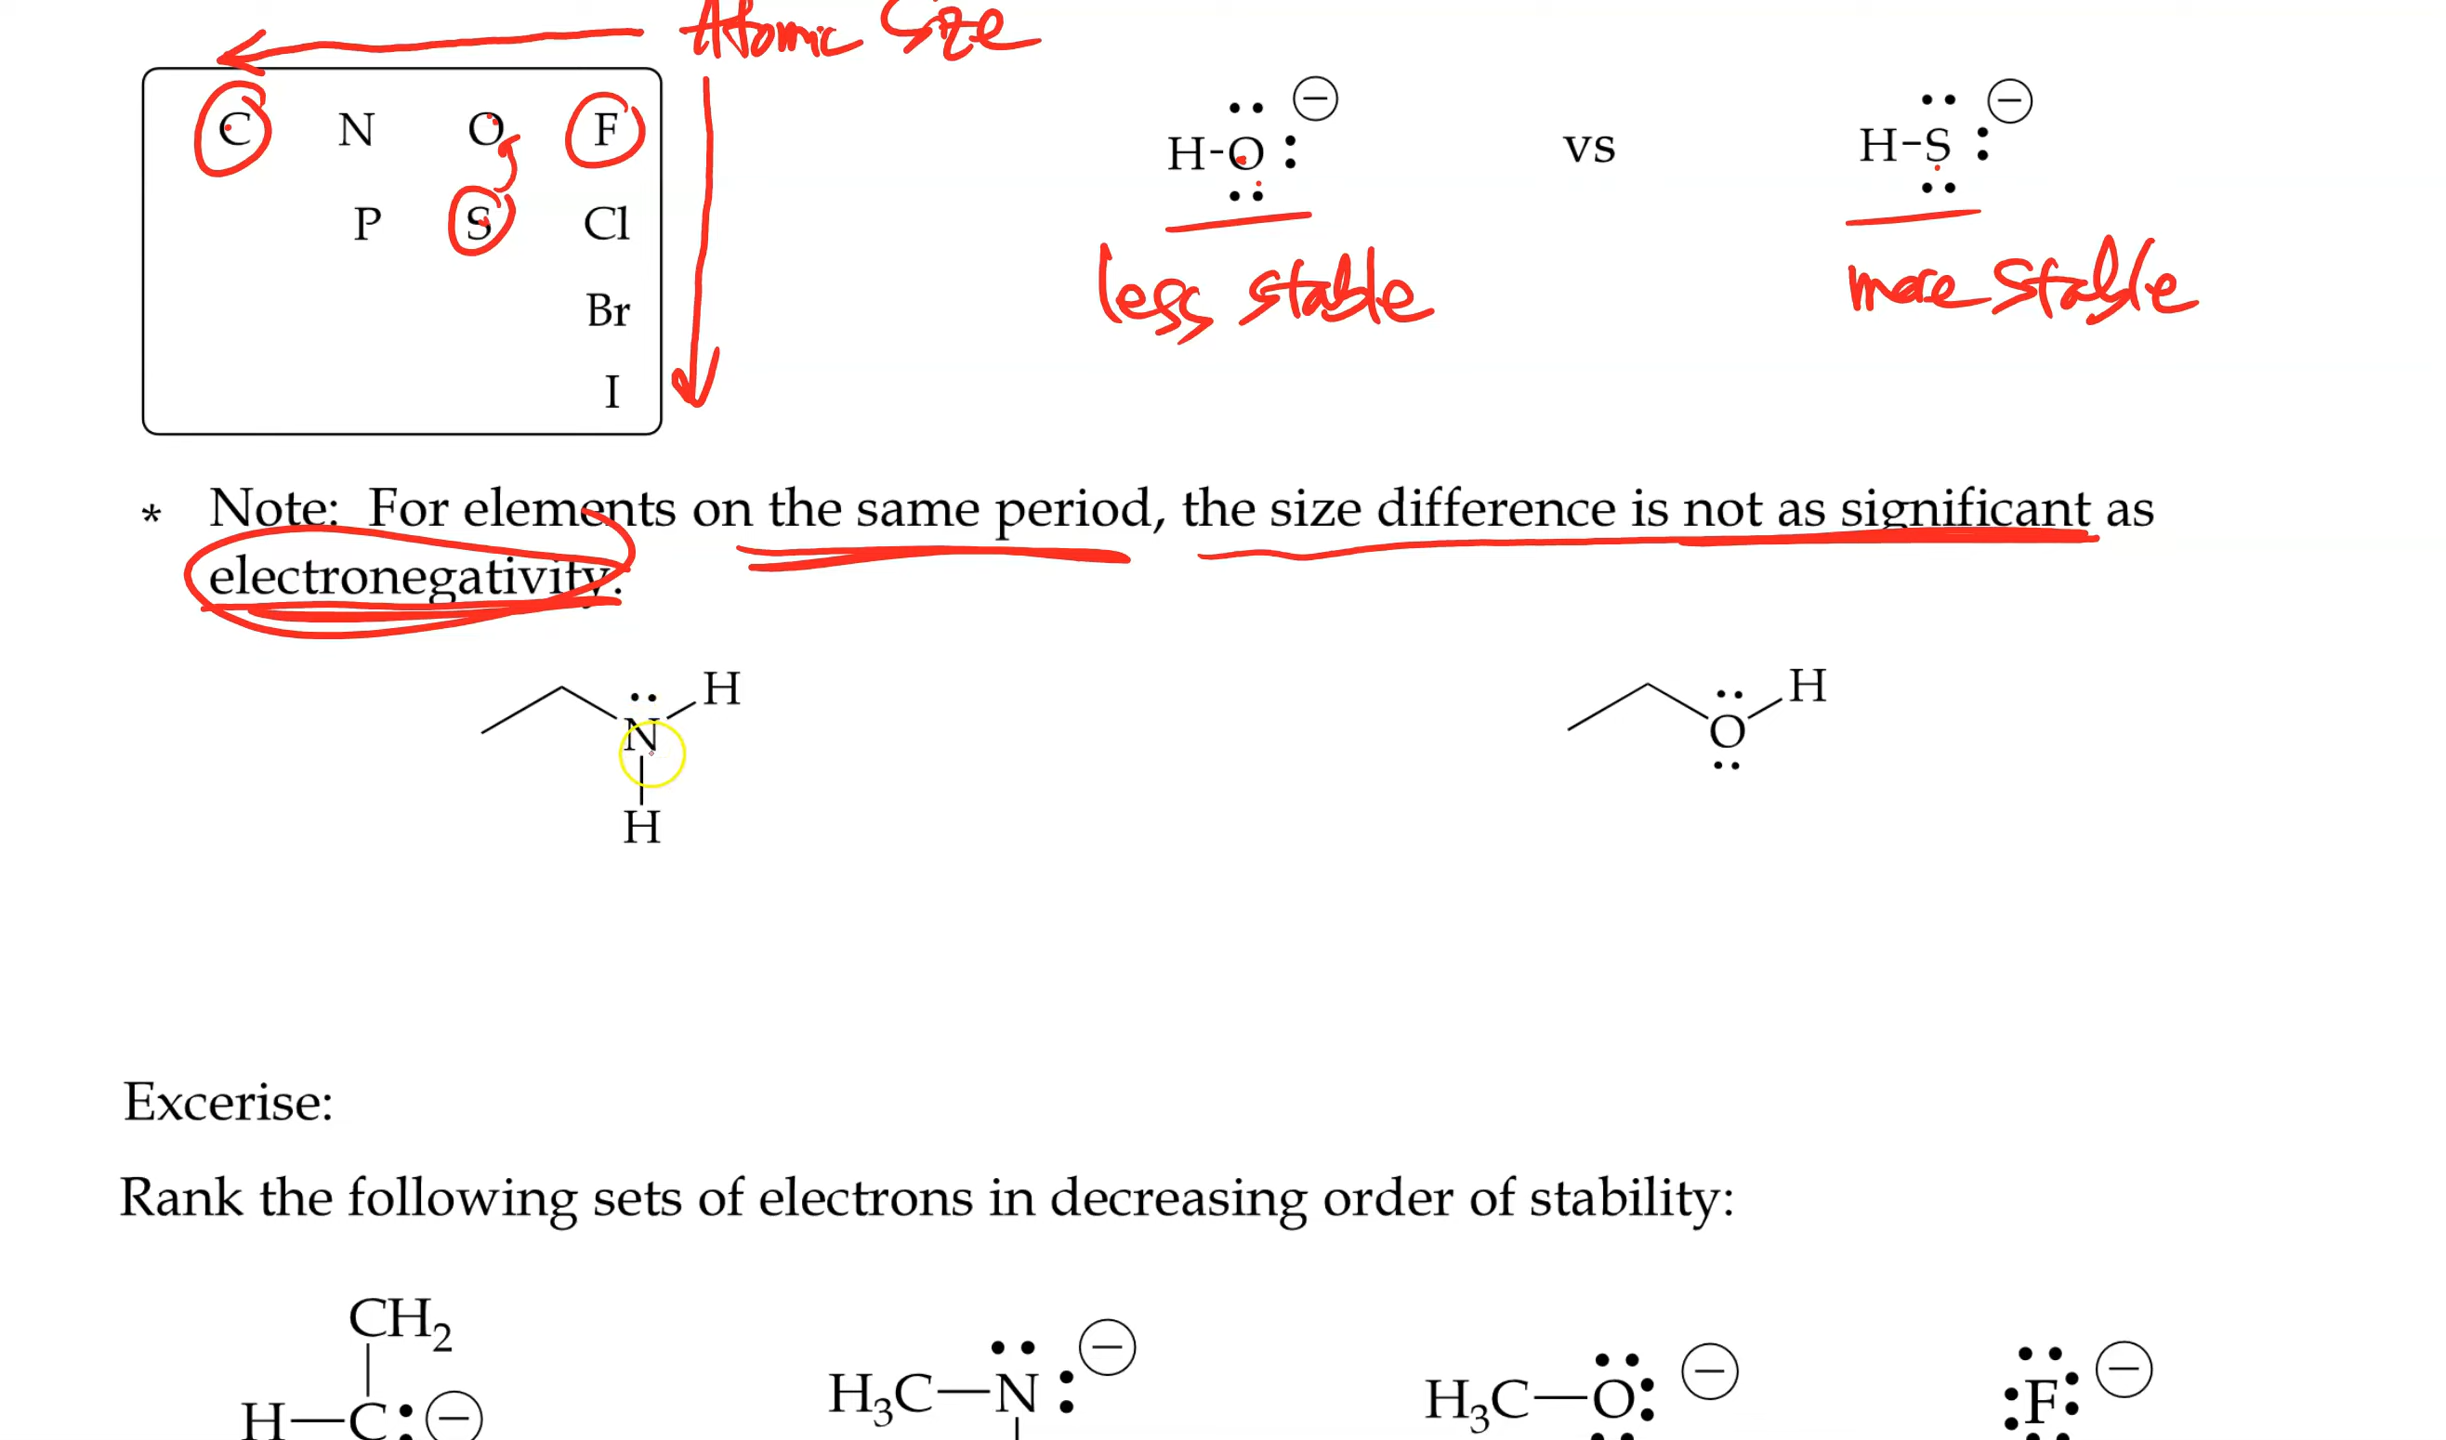 Atomic Size
C N O F
P S Cl
Br
I
H-O vs H-S
less stable more stable
* Note: For elements on the same period, the size difference is not as significant as
electronegativity.
H H
N O
H
Excerise:
Rank the following sets of electrons in decreasing order of stability:
CH2
H3C—N H3C—O F
H—C